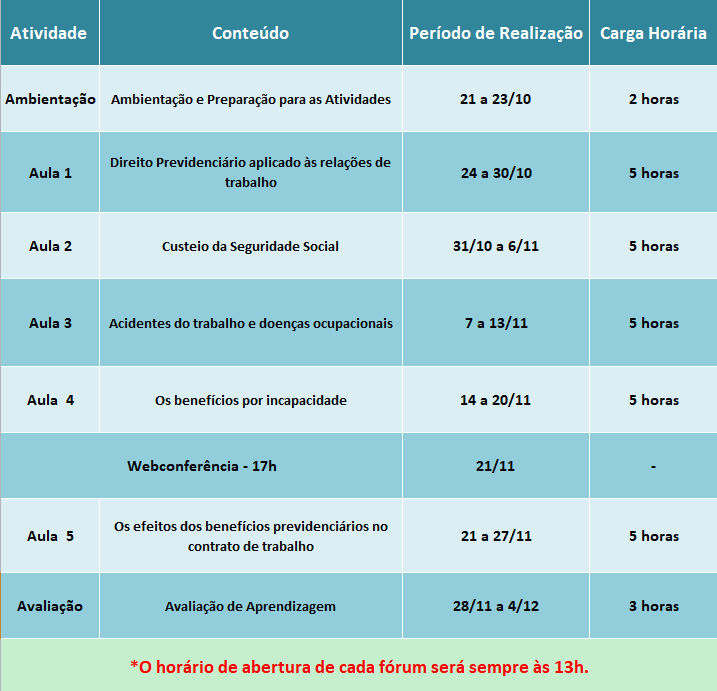 Atividade Conteúdo Período de Realização Carga Horária
Ambientação Ambientação e Preparação para as Atividades 21 a 23/10 2 horas
Aula 1 Direito Previdenciário aplicado às relações de
trabalho 24 a 30/10 5 horas
Aula 2 Custeio da Seguridade Social 31/10 a 6/11 5 horas
Aula 3 Acidentes do trabalho e doenças ocupacionais 7 a 13/11 5 horas
Aula 4 Os benefícios por incapacidade 14 a 20/11 5 horas
Webconferência - 17h 21/11 -
Aula 5 Os efeitos dos benefícios previdenciários no
contrato de trabalho 21 a 27/11 5 horas
Avaliação Avaliação de Aprendizagem 28/11 a 4/12 3 horas
*O horário de abertura de cada fórum será sempre às 13h.